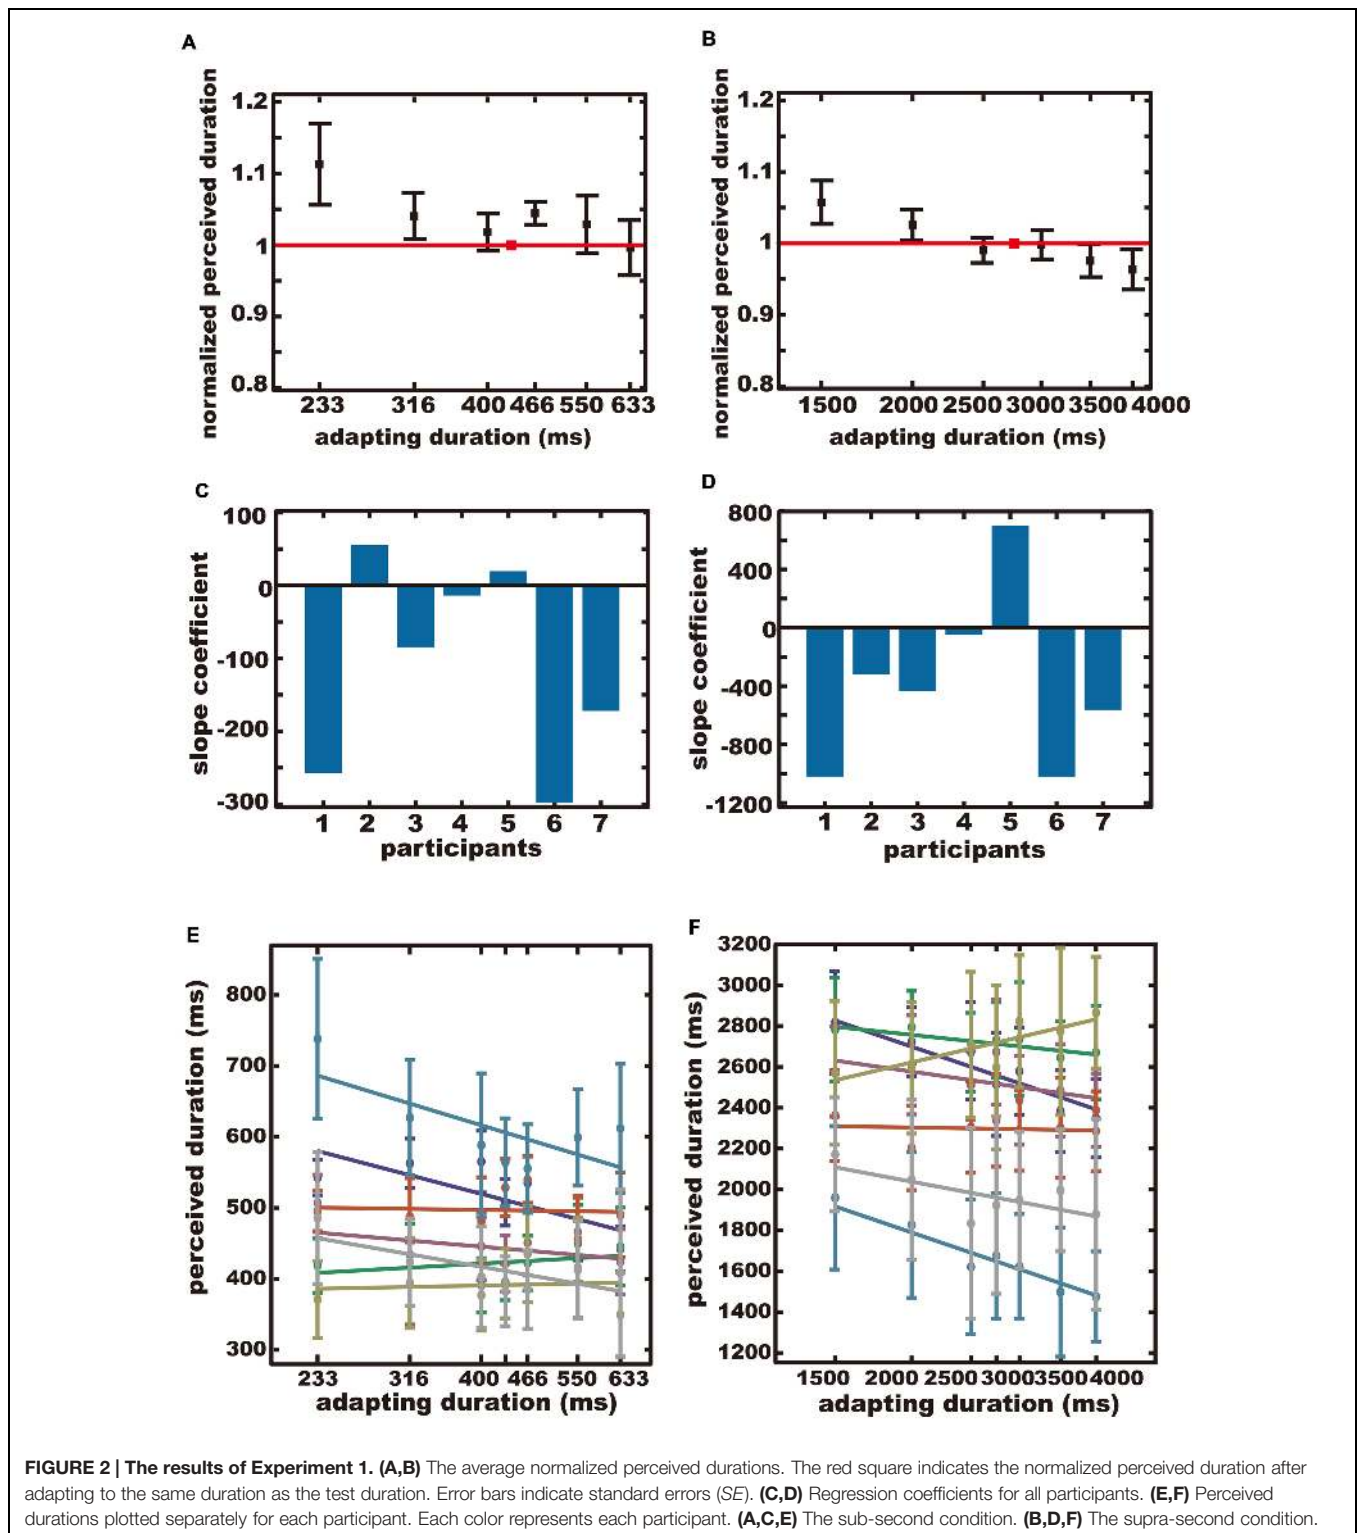 A
normalized perceived duration
1.2
1.1
1
0.9
0.8
233 316 400 466 550 633
adapting duration (ms)
B
normalized perceived duration
1.2
1.1
1
0.9
0.8
1500 2000 2500 3000 3500 4000
adapting duration (ms)
C
slope coefficient
100
0
-100
-200
-300
1 2 3 4 5 6 7
participants
D
slope coefficient
800
400
0
-400
-800
-1200
1 2 3 4 5 6 7
participants
E
perceived duration (ms)
800
700
600
500
400
300
233 316 400 466 550 633
adapting duration (ms)
F
perceived duration (ms)
3200
3000
2800
2600
2400
2200
2000
1800
1600
1400
1200
1500 2000 2500 3000 3500 4000
adapting duration (ms)
FIGURE 2 | The results of Experiment 1. (A,B) The average normalized perceived durations. The red square indicates the normalized perceived duration after
adapting to the same duration as the test duration. Error bars indicate standard errors (SE). (C,D) Regression coefficients for all participants. (E,F) Perceived
durations plotted separately for each participant. Each color represents each participant. (A,C,E) The sub-second condition. (B,D,F) The supra-second condition.